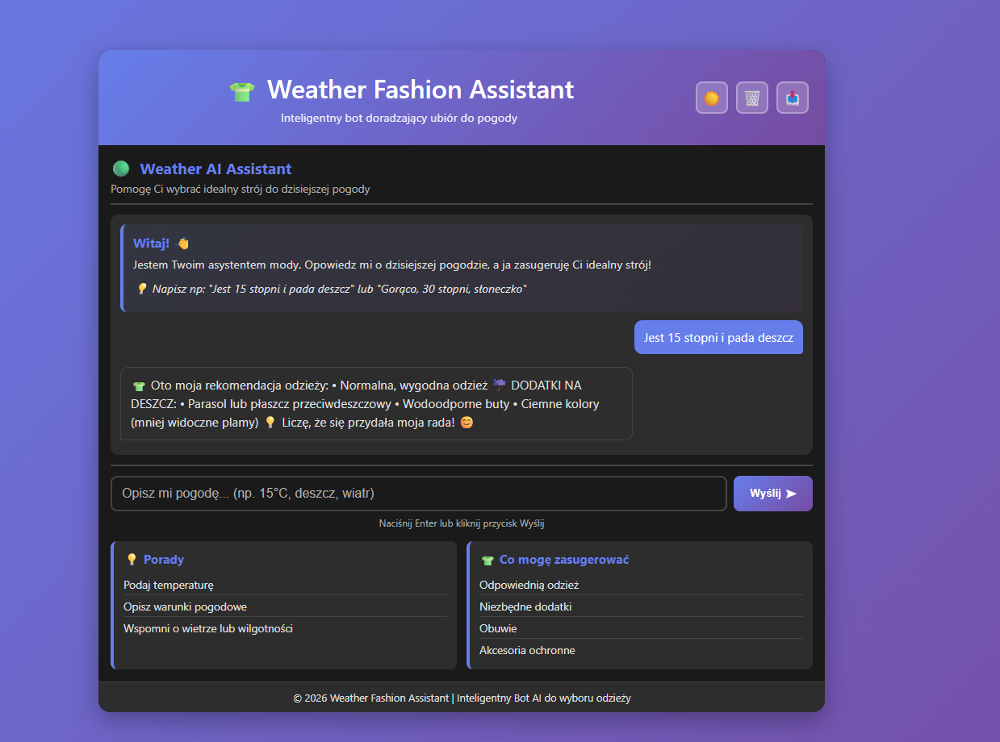 Weather Fashion Assistant
Inteligentny bot doradzający ubiór do pogody
Weather AI Assistant
Pomogę Ci wybrać idealny strój do dzisiejszej pogody
Witaj! 👋
Jestem Twoim asystentem mody. Opowiedz mi o dzisiejszej pogodzie, a ja zasugeruję Ci idealny strój!
💡 Napisz np: "Jest 15 stopni i pada deszcz" lub "Gorąco, 30 stopni, słoneczko"
Jest 15 stopni i pada deszcz
👕 Oto moja rekomendacja odzieży: • Normalna, wygodna odzież ☔ DODATKI NA
DESZCZ: • Parasol lub płaszcz przeciwdeszczowy • Wodoodporne buty • Ciemne kolory
(mniej widoczne plamy) 💡 Liczę, że się przydała moja rada! 😊
Opisz mi pogodę... (np. 15°C, deszcz, wiatr)
Wyślij ➤
Naciśnij Enter lub kliknij przycisk Wyślij
💡 Porady
Podaj temperaturę
Opisz warunki pogodowe
Wspomni o wietrze lub wilgotności
👕 Co mogę zasugerować
Odpowiednią odzież
Niezbędne dodatki
Obuwie
Akcesoria ochronne
© 2026 Weather Fashion Assistant | Inteligentny Bot AI do wyboru odzieży